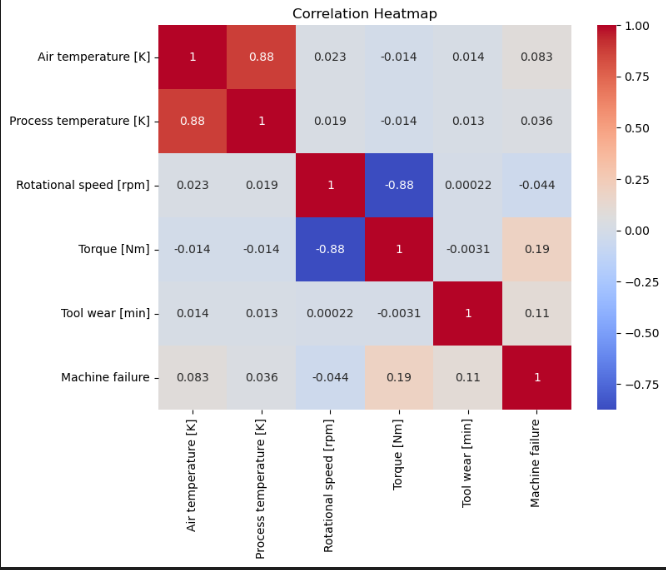 Correlation Heatmap
Air temperature [K] 1 0.88 0.023 -0.014 0.014 0.083
Process temperature [K] 0.88 1 0.019 -0.014 0.013 0.036
Rotational speed [rpm] 0.023 0.019 1 -0.88 0.00022 -0.044
Torque [Nm] -0.014 -0.014 -0.88 1 -0.0031 0.19
Tool wear [min] 0.014 0.013 0.00022 -0.0031 1 0.11
Machine failure 0.083 0.036 -0.044 0.19 0.11 1
Air temperature [K]
Process temperature [K]
Rotational speed [rpm]
Torque [Nm]
Tool wear [min]
Machine failure
1.00
0.75
0.50
0.25
0.00
−0.25
−0.50
−0.75